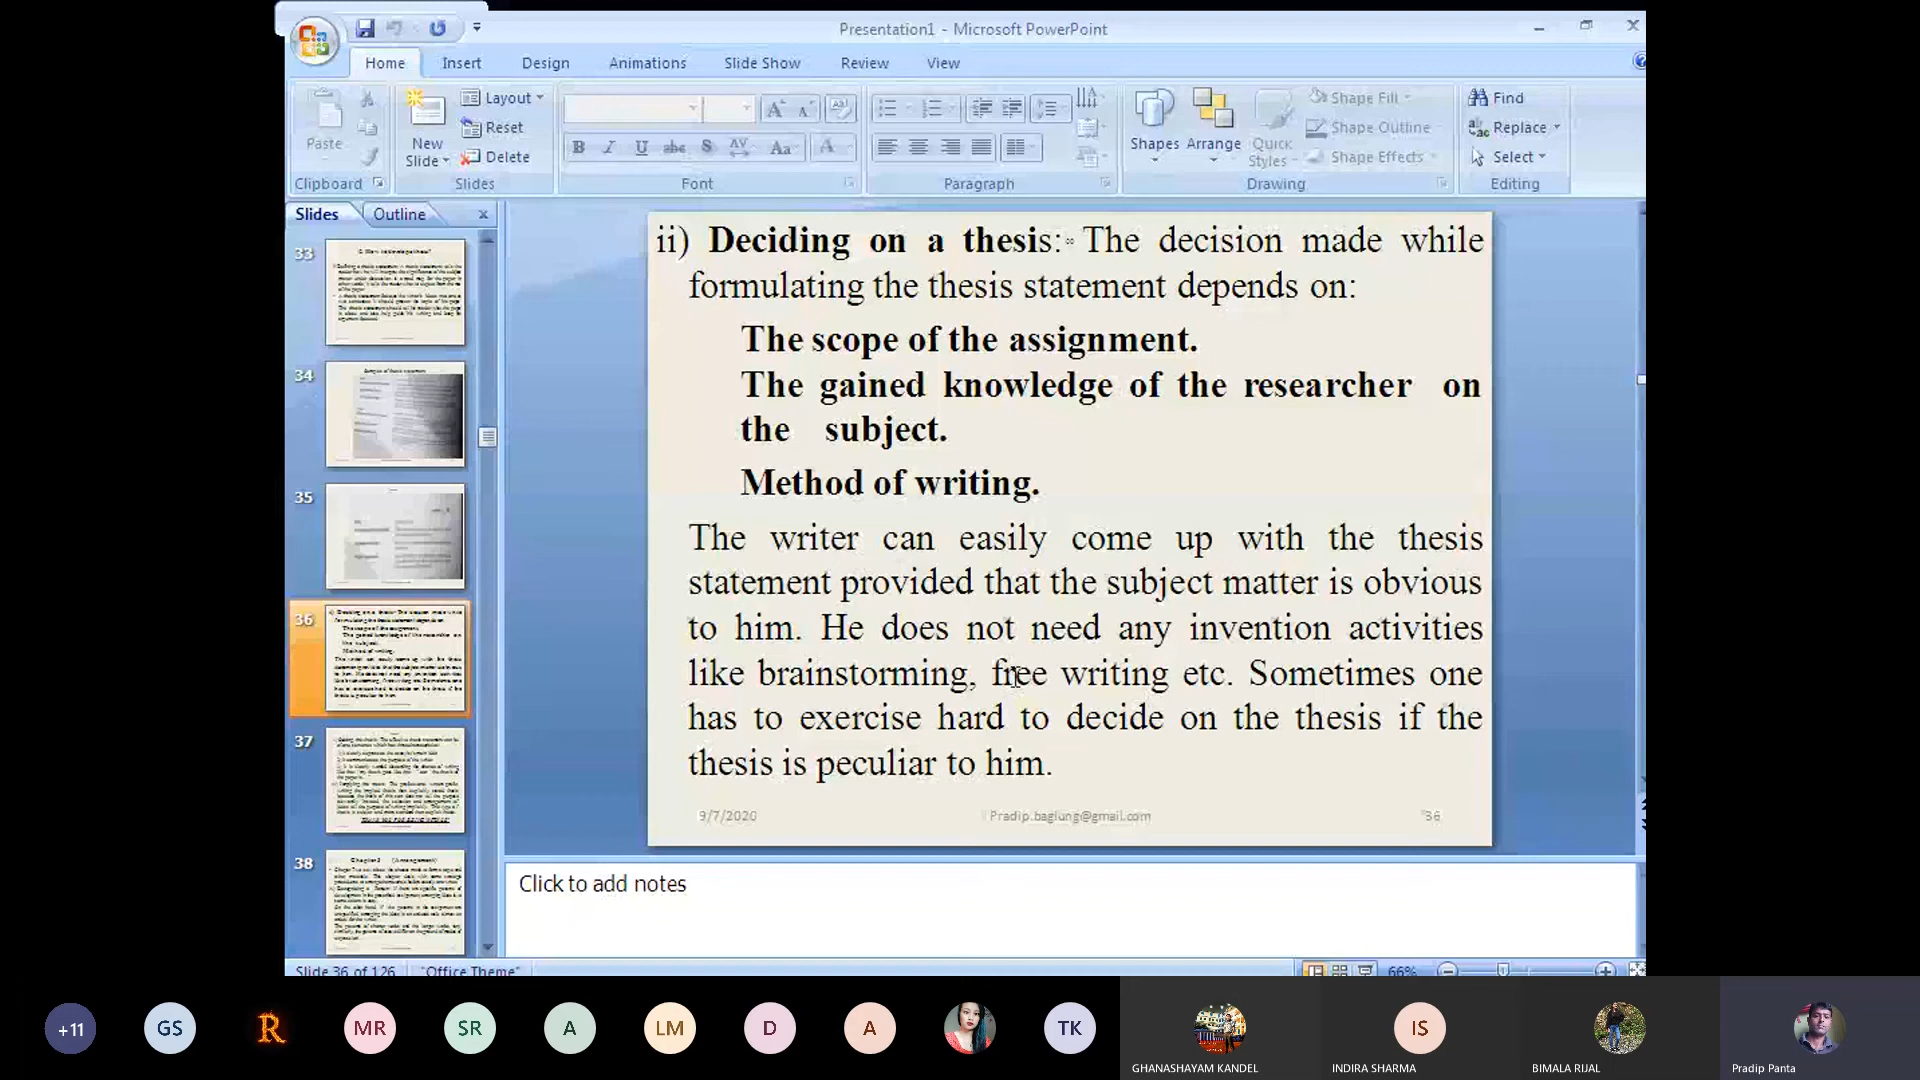 Presentation1 - Microsoft PowerPoint
Home Insert Design Animations Slide Show Review View
Paste
Clipboard
New Slide
Layout
Reset
Delete
Slides
B I U abc S AV Aa A
Font
Paragraph
Shapes Arrange Quick Styles
Shape Fill
Shape Outline
Shape Effects
Drawing
Find
Replace
Select
Editing
Slides Outline
33
34
35
36
37
38
ii) Deciding on a thesis:- The decision made while
formulating the thesis statement depends on:
The scope of the assignment.
The gained knowledge of the researcher on
the subject.
Method of writing.
The writer can easily come up with the thesis
statement provided that the subject matter is obvious
to him. He does not need any invention activities
like brainstorming, free writing etc. Sometimes one
has to exercise hard to decide on the thesis if the
thesis is peculiar to him.
9/7/2020 Pradip.baglung@gmail.com 36
Click to add notes
Slide 36 of 126 "Office Theme" 66%
+11 GS R MR SR A LM D A TK IS
GHANASHAYAM KANDEL INDIRA SHARMA BIMALA RIJAL Pradip Panta